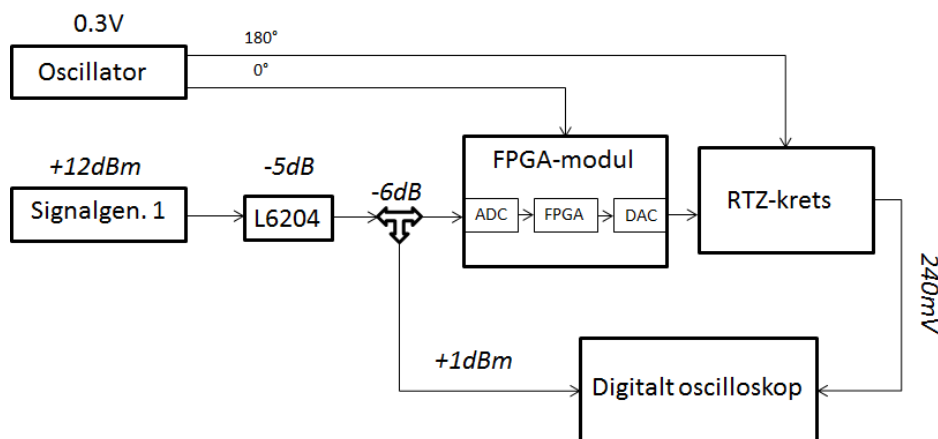 0.3V
Oscillator
180°
0°
+12dBm
Signalgen. 1
-5dB
L6204
-6dB
FPGA-modul
ADC
FPGA
DAC
RTZ-krets
240mV
+1dBm
Digitalt oscilloskop